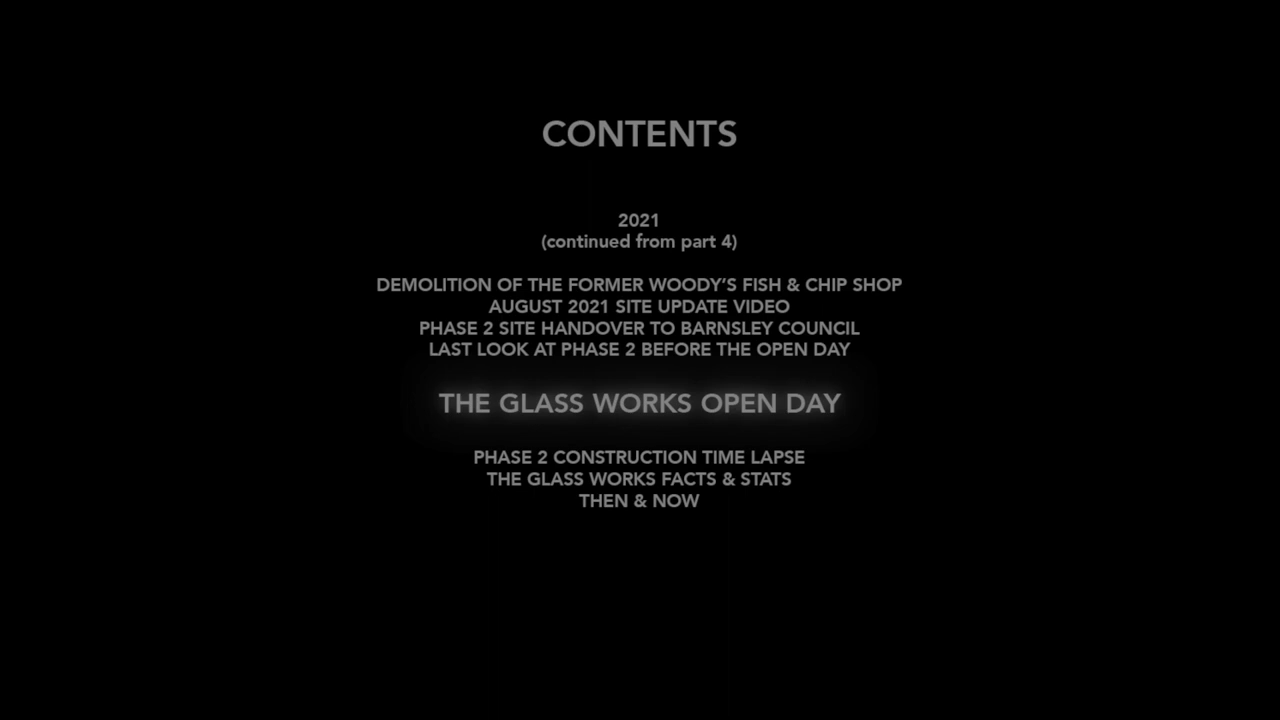 CONTENTS
2021
(continued from part 4)
DEMOLITION OF THE FORMER WOODY’S FISH & CHIP SHOP
AUGUST 2021 SITE UPDATE VIDEO
PHASE 2 SITE HANDOVER TO BARNSLEY COUNCIL
LAST LOOK AT PHASE 2 BEFORE THE OPEN DAY
THE GLASS WORKS OPEN DAY
PHASE 2 CONSTRUCTION TIME LAPSE
THE GLASS WORKS FACTS & STATS
THEN & NOW